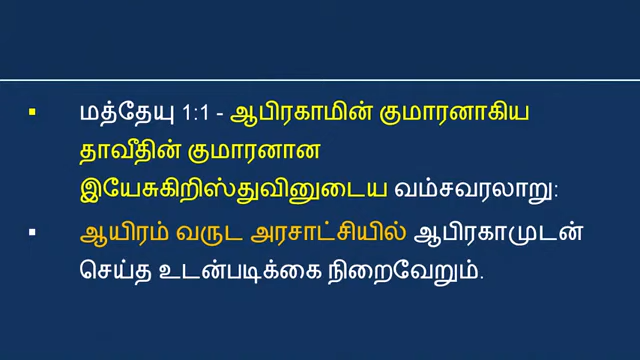 மத்தேயு 1:1 - ஆபிரகாமின் குமாரனாகிய
தாவீதின் குமாரனான
இயேசுகிறிஸ்துவினுடைய வம்சவரலாறு:
ஆயிரம் வருட அரசாட்சியில் ஆபிரகாமுடன்
செய்த உடன்படிக்கை நிறைவேறும்.